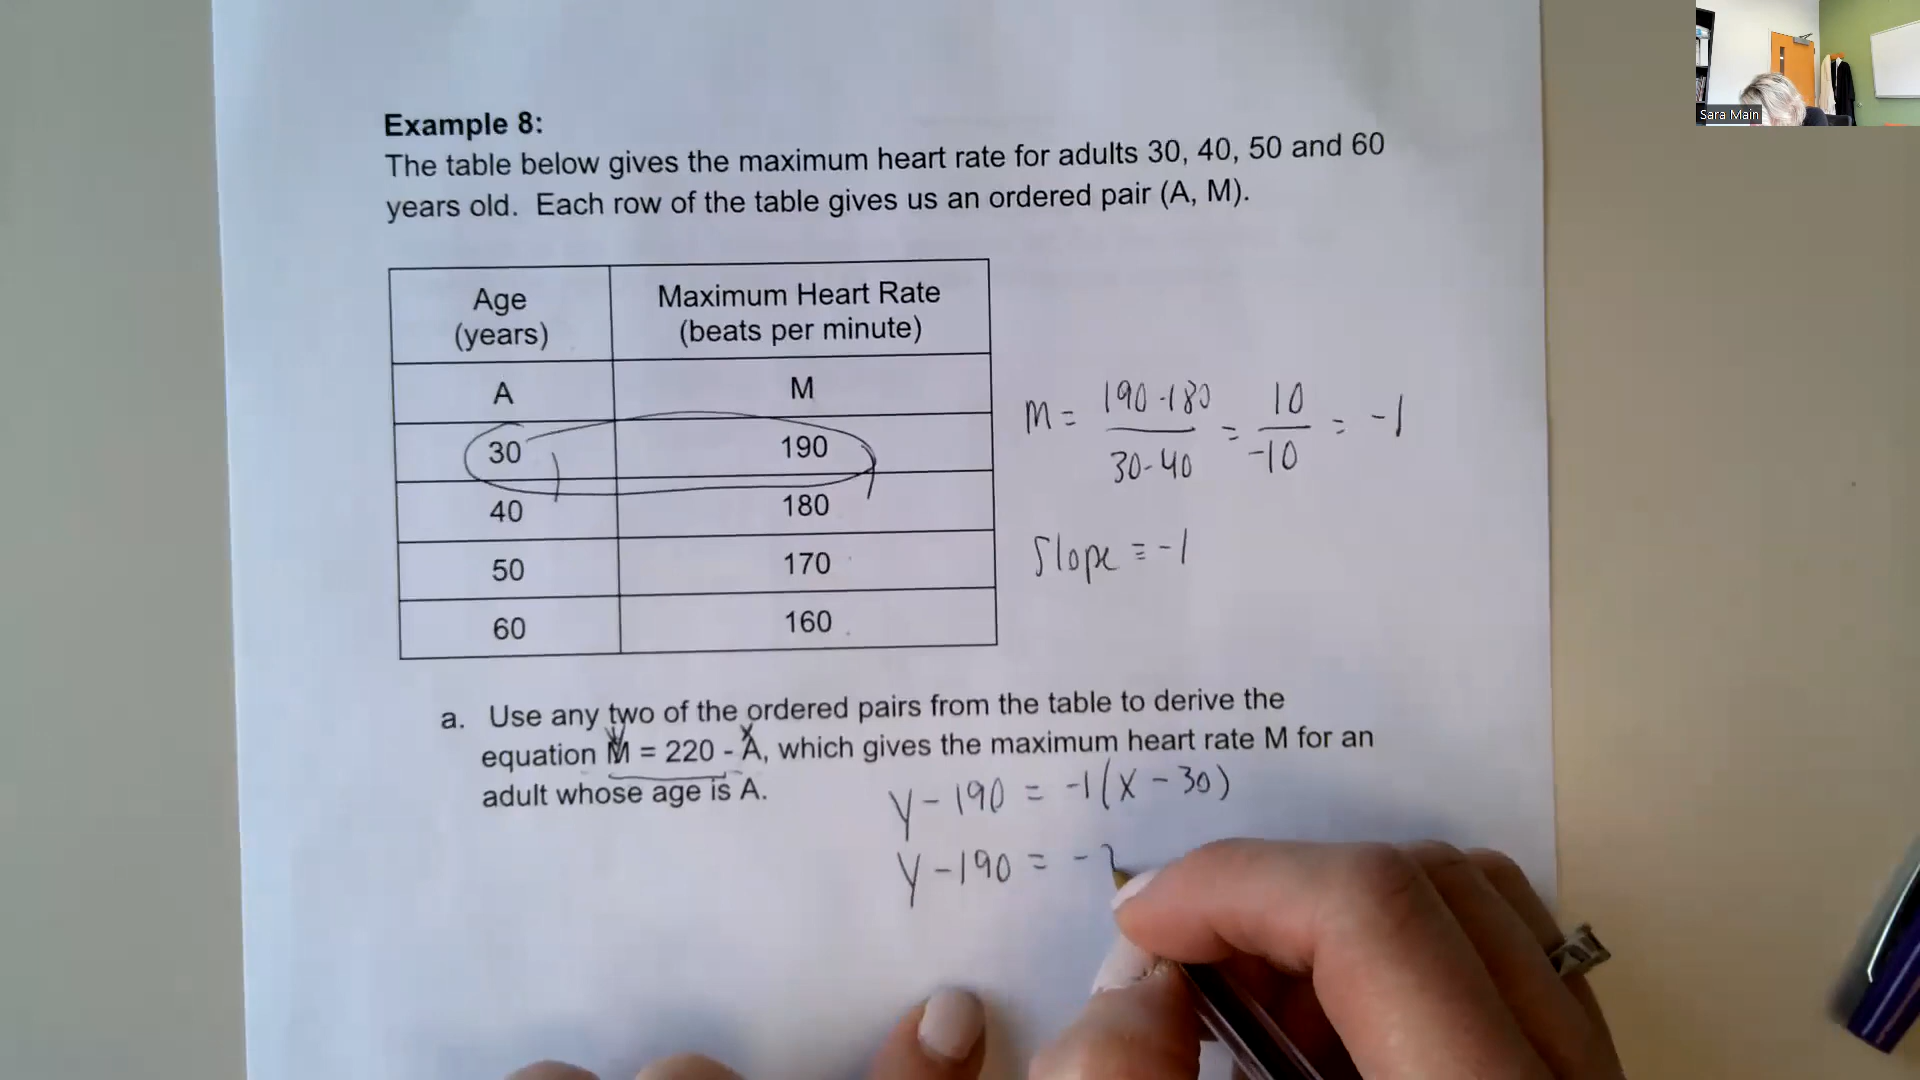 Sara Main
Example 8:
The table below gives the maximum heart rate for adults 30, 40, 50 and 60
years old. Each row of the table gives us an ordered pair (A, M).
Age
(years)
Maximum Heart Rate
(beats per minute)
A M
30 190
40 180
50 170
60 160
m = 190-180 / 30-40 = 10 / -10 = -1
Slope = -1
a. Use any two of the ordered pairs from the table to derive the
y x
equation M = 220 - A, which gives the maximum heart rate M for an
adult whose age is A.
y - 190 = -1(x - 30)
y - 190 = -